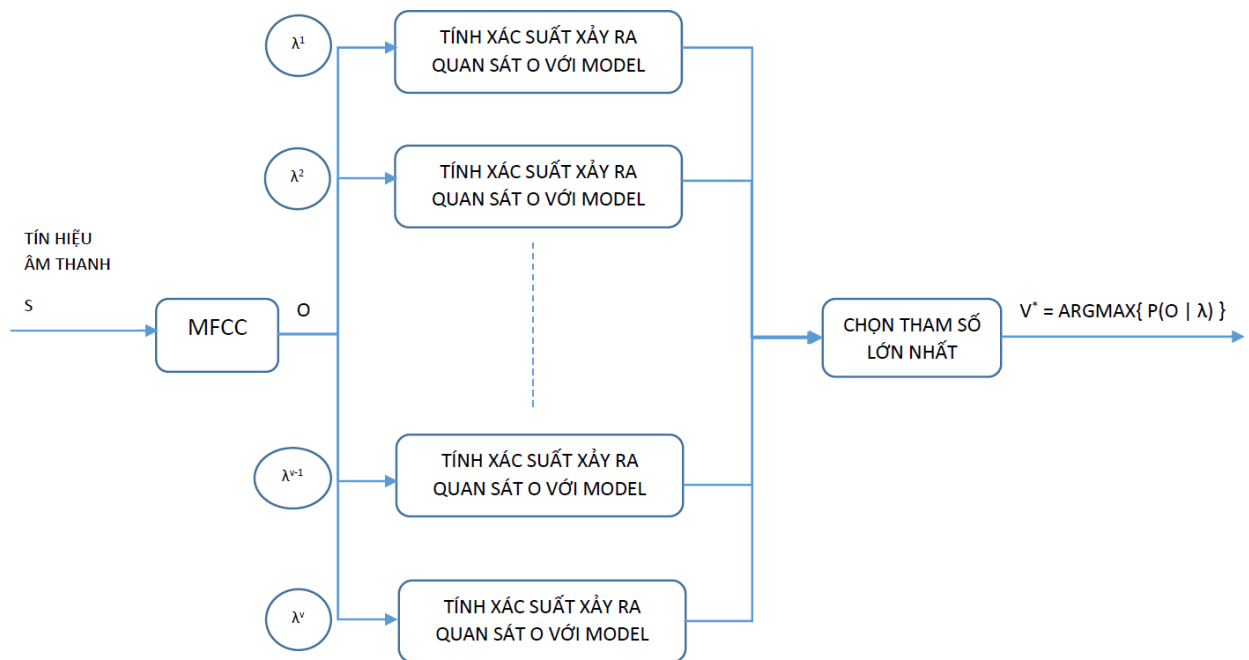 λ¹
TÍNH XÁC SUẤT XẢY RA
QUAN SÁT O VỚI MODEL
λ²
TÍNH XÁC SUẤT XẢY RA
QUAN SÁT O VỚI MODEL
TÍN HIỆU
ÂM THANH
S
MFCC
O
CHỌN THAM SỐ
LỚN NHẤT
V* = ARGMAX{ P(O | λ) }
λᵛ⁻¹
TÍNH XÁC SUẤT XẢY RA
QUAN SÁT O VỚI MODEL
λᵛ
TÍNH XÁC SUẤT XẢY RA
QUAN SÁT O VỚI MODEL